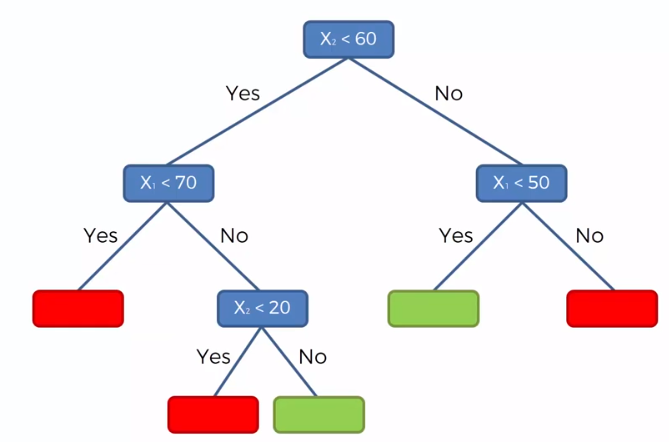 X₂ < 60
Yes
No
X₁ < 70
X₁ < 50
Yes
No
Yes
No
X₂ < 20
Yes
No